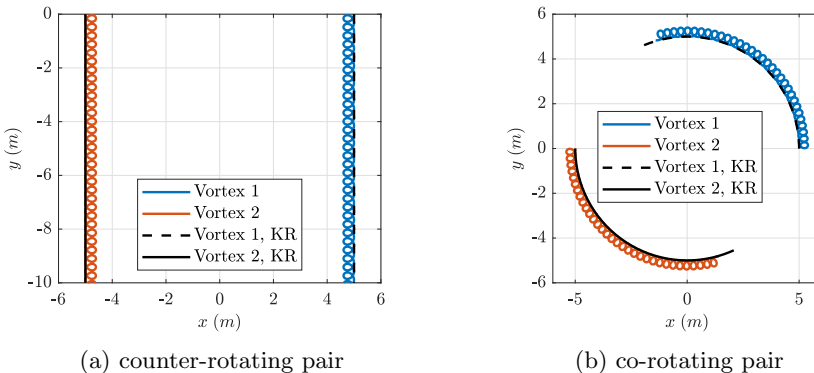 0
-2
-4
-6
-8
-10
y (m)
-6 -4 -2 0 2 4 6
x (m)
Vortex 1
Vortex 2
Vortex 1, KR
Vortex 2, KR
(a) counter-rotating pair
6
4
2
0
-2
-4
-6
y (m)
-5 0 5
x (m)
Vortex 1
Vortex 2
Vortex 1, KR
Vortex 2, KR
(b) co-rotating pair